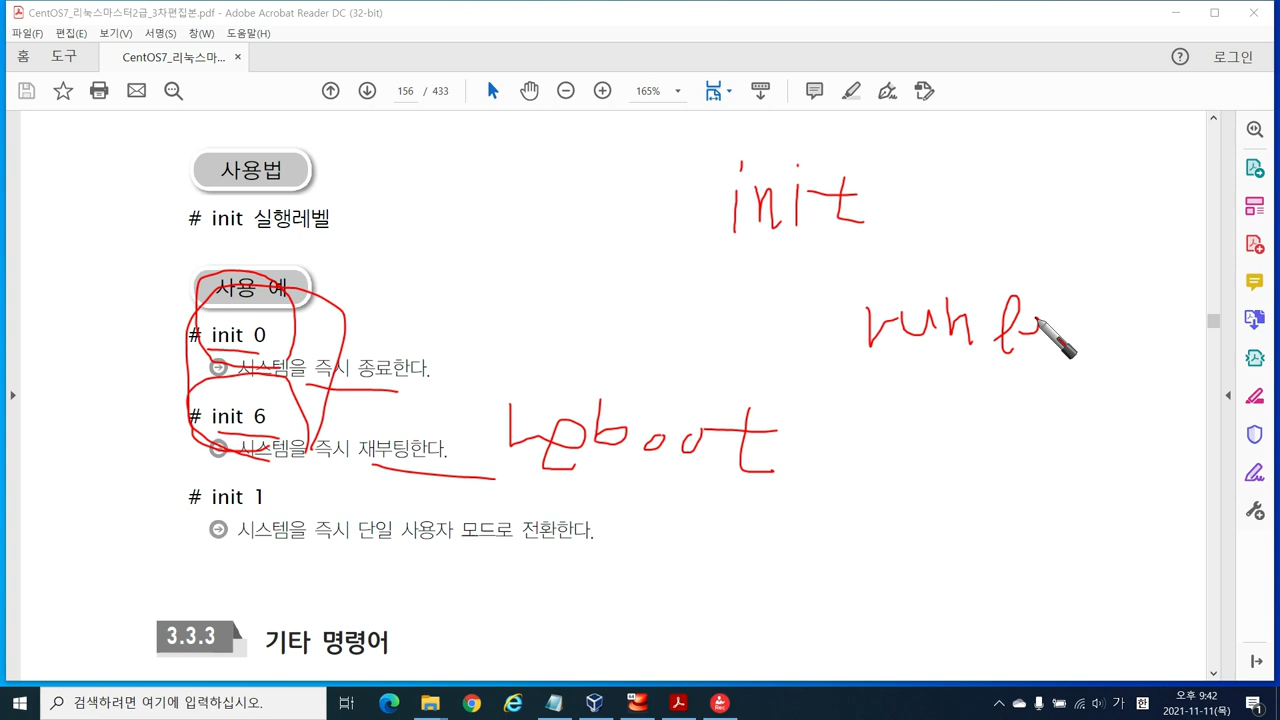 CentOS7_리눅스마스터2급_3차편집본.pdf - Adobe Acrobat Reader DC (32-bit)
파일(F) 편집(E) 보기(V) 서명(S) 창(W) 도움말(H)
홈 도구 CentOS7_리눅스마... × 로그인
156 / 433 165%
사용법
# init 실행레벨
init
사용 예
# init 0
시스템을 즉시 종료한다.
run
# init 6
시스템을 즉시 재부팅한다.
reboot
# init 1
시스템을 즉시 단일 사용자 모드로 전환한다.
3.3.3 기타 명령어
검색하려면 여기에 입력하십시오.
Rec
가 한
오후 9:42
2021-11-11(목)
1